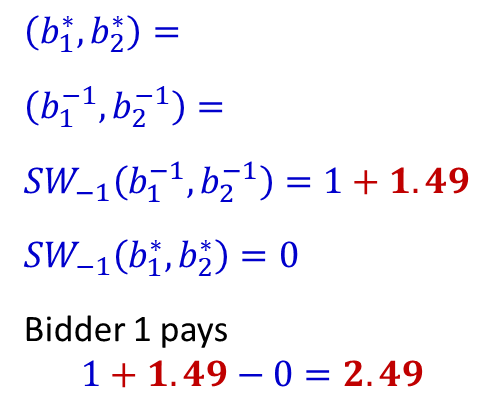 (b₁*, b₂*) =
(b₁⁻¹, b₂⁻¹) =
SW₋₁(b₁⁻¹, b₂⁻¹) = 1 + 1.49
SW₋₁(b₁*, b₂*) = 0
Bidder 1 pays
1 + 1.49 − 0 = 2.49